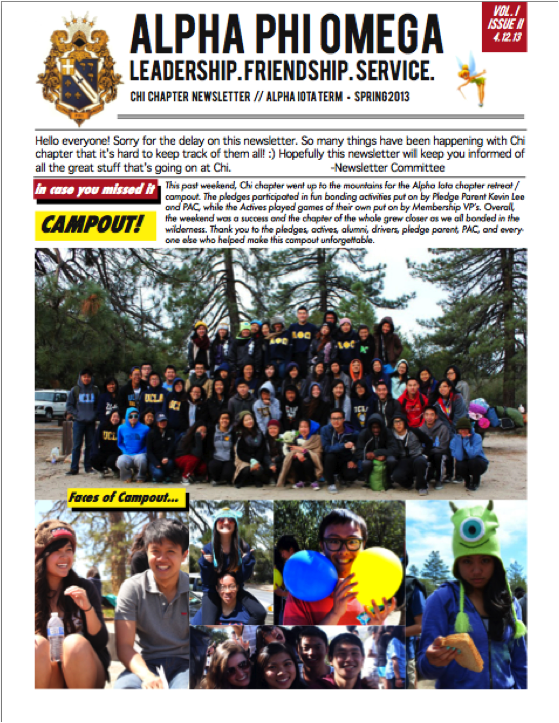 ALPHA PHI OMEGA
LEADERSHIP. FRIENDSHIP. SERVICE.
CHI CHAPTER NEWSLETTER // ALPHA IOTA TERM - SPRING 2013
VOL. I
ISSUE II
4.12.13
Hello everyone! Sorry for the delay on this newsletter. So many things have been happening with Chi
chapter that it's hard to keep track of them all! :) Hopefully this newsletter will keep you informed of
all the great stuff that's going on at Chi. -Newsletter Committee
in case you missed it
CAMPOUT!
This past weekend, Chi chapter went up to the mountains for the Alpha Iota chapter retreat /
campout. The pledges participated in fun bonding activities put on by Pledge Parent Kevin Lee
and PAC, while the Actives played games of their own put on by Membership VP's. Overall,
the weekend was a success and the chapter of the whole grew closer as we all bonded in the
wilderness. Thank you to the pledges, actives, alumni, drivers, pledge parent, PAC, and every-
one else who helped make this campout unforgettable.
UCLA
UCLA
Faces of Campout...